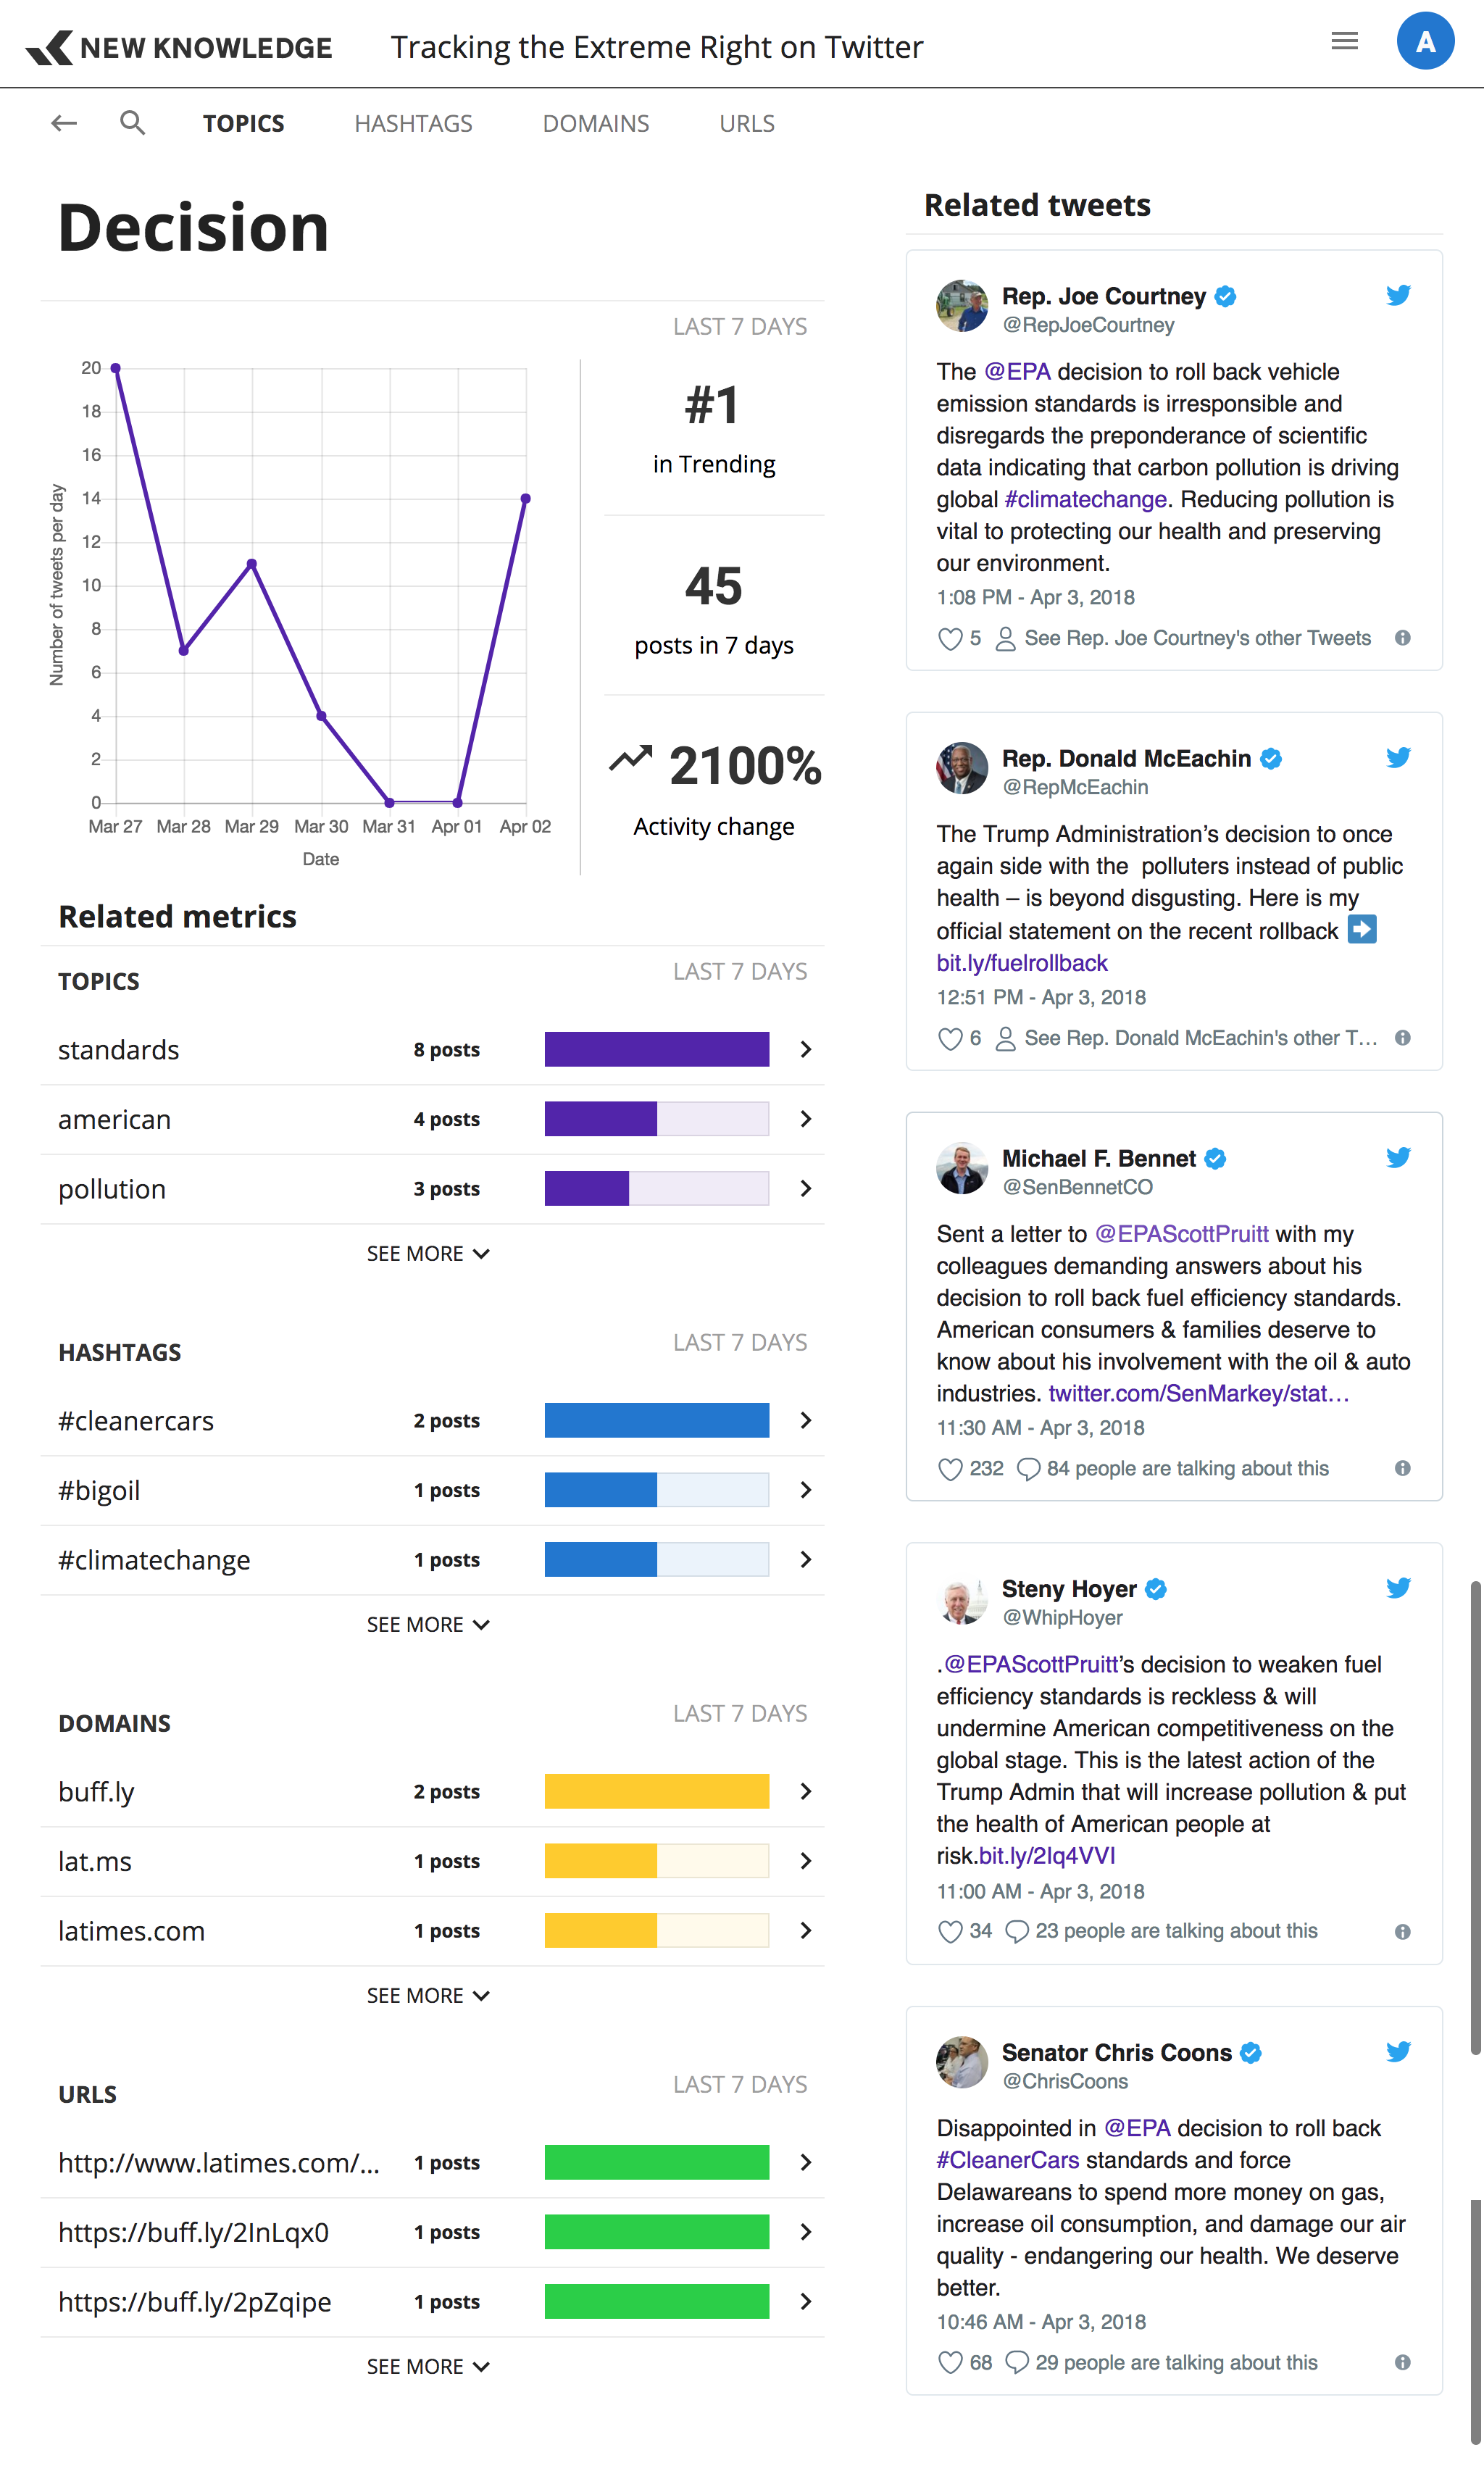 NEW KNOWLEDGE
Tracking the Extreme Right on Twitter
A
TOPICS
HASHTAGS
DOMAINS
URLS
Decision
LAST 7 DAYS
Number of tweets per day
20
18
16
14
12
10
8
6
4
2
0
Mar 27 Mar 28 Mar 29 Mar 30 Mar 31 Apr 01 Apr 02
Date
#1
in Trending
45
posts in 7 days
2100%
Activity change
Related metrics
TOPICS
LAST 7 DAYS
standards 8 posts
american 4 posts
pollution 3 posts
SEE MORE
HASHTAGS
LAST 7 DAYS
#cleanercars 2 posts
#bigoil 1 posts
#climatechange 1 posts
SEE MORE
DOMAINS
LAST 7 DAYS
buff.ly 2 posts
lat.ms 1 posts
latimes.com 1 posts
SEE MORE
URLS
LAST 7 DAYS
http://www.latimes.com/... 1 posts
https://buff.ly/2InLqx0 1 posts
https://buff.ly/2pZqipe 1 posts
SEE MORE
Related tweets
Rep. Joe Courtney
@RepJoeCourtney
The @EPA decision to roll back vehicle
emission standards is irresponsible and
disregards the preponderance of scientific
data indicating that carbon pollution is driving
global #climatechange. Reducing pollution is
vital to protecting our health and preserving
our environment.
1:08 PM - Apr 3, 2018
5 See Rep. Joe Courtney's other Tweets
Rep. Donald McEachin
@RepMcEachin
The Trump Administration’s decision to once
again side with the polluters instead of public
health – is beyond disgusting. Here is my
official statement on the recent rollback ➡
bit.ly/fuelrollback
12:51 PM - Apr 3, 2018
6 See Rep. Donald McEachin's other T…
Michael F. Bennet
@SenBennetCO
Sent a letter to @EPAScottPruitt with my
colleagues demanding answers about his
decision to roll back fuel efficiency standards.
American consumers & families deserve to
know about his involvement with the oil & auto
industries. twitter.com/SenMarkey/stat…
11:30 AM - Apr 3, 2018
232 84 people are talking about this
Steny Hoyer
@WhipHoyer
.@EPAScottPruitt’s decision to weaken fuel
efficiency standards is reckless & will
undermine American competitiveness on the
global stage. This is the latest action of the
Trump Admin that will increase pollution & put
the health of American people at
risk.bit.ly/2Iq4VVI
11:00 AM - Apr 3, 2018
34 23 people are talking about this
Senator Chris Coons
@ChrisCoons
Disappointed in @EPA decision to roll back
#CleanerCars standards and force
Delawareans to spend more money on gas,
increase oil consumption, and damage our air
quality - endangering our health. We deserve
better.
10:46 AM - Apr 3, 2018
68 29 people are talking about this